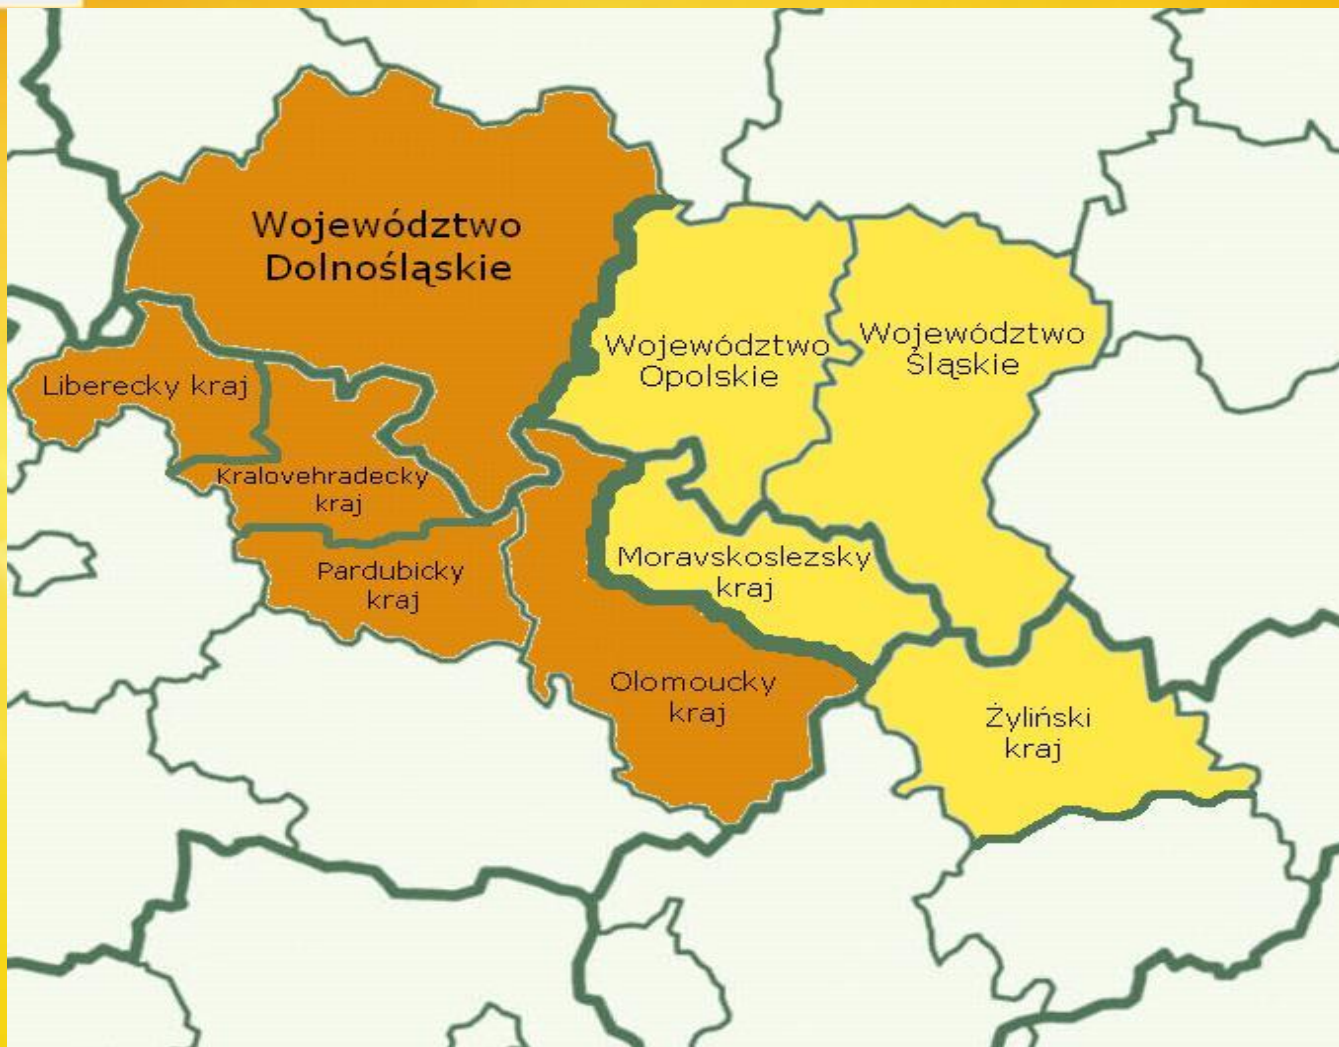 Województwo
Dolnośląskie
Województwo
Opolskie
Województwo
Śląskie
Liberecky kraj
Kralovehradecky
kraj
Pardubicky
kraj
Moravskoslezsky
kraj
Olomoucky
kraj
Żyliński
kraj